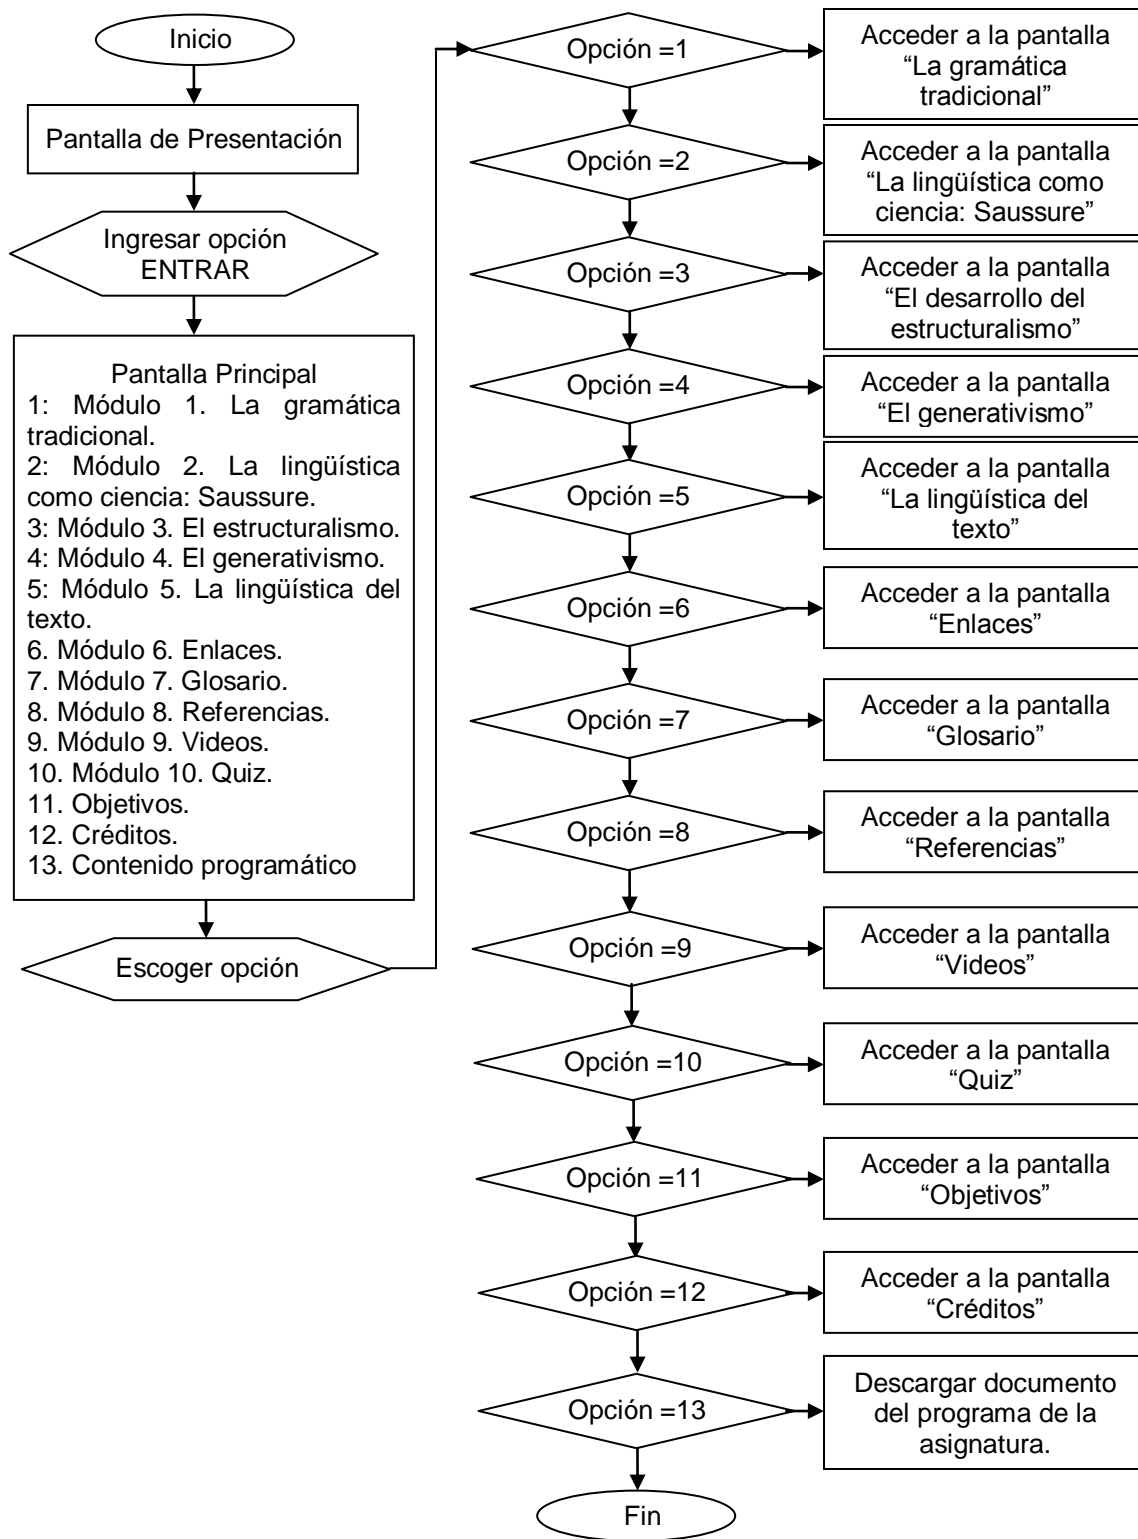 Inicio
Pantalla de Presentación
Ingresar opción
ENTRAR
Pantalla Principal
1: Módulo 1. La gramática
tradicional.
2: Módulo 2. La lingüística
como ciencia: Saussure.
3: Módulo 3. El estructuralismo.
4: Módulo 4. El generativismo.
5: Módulo 5. La lingüística del
texto.
6. Módulo 6. Enlaces.
7. Módulo 7. Glosario.
8. Módulo 8. Referencias.
9. Módulo 9. Videos.
10. Módulo 10. Quiz.
11. Objetivos.
12. Créditos.
13. Contenido programático
Escoger opción
Opción =1
Acceder a la pantalla
“La gramática
tradicional”
Opción =2
Acceder a la pantalla
“La lingüística como
ciencia: Saussure”
Opción =3
Acceder a la pantalla
“El desarrollo del
estructuralismo”
Opción =4
Acceder a la pantalla
“El generativismo”
Opción =5
Acceder a la pantalla
“La lingüística del
texto”
Opción =6
Acceder a la pantalla
“Enlaces”
Opción =7
Acceder a la pantalla
“Glosario”
Opción =8
Acceder a la pantalla
“Referencias”
Opción =9
Acceder a la pantalla
“Videos”
Opción =10
Acceder a la pantalla
“Quiz”
Opción =11
Acceder a la pantalla
“Objetivos”
Opción =12
Acceder a la pantalla
“Créditos”
Opción =13
Descargar documento
del programa de la
asignatura.
Fin